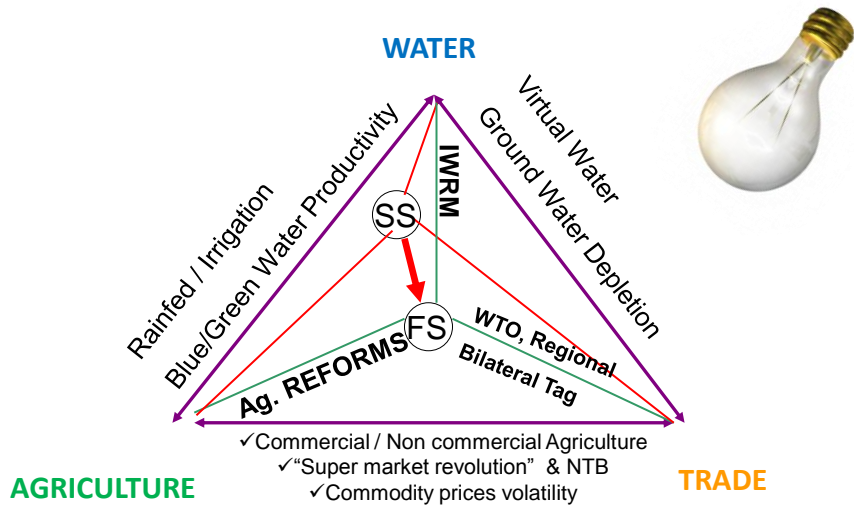 WATER
Virtual Water
Ground Water Depletion
Rainfed / Irrigation
Blue/Green Water Productivity
IWRM
SS
FS
Ag. REFORMS
WTO, Regional
Bilateral Tag
✓Commercial / Non commercial Agriculture
✓“Super market revolution” & NTB
✓Commodity prices volatility
AGRICULTURE
TRADE